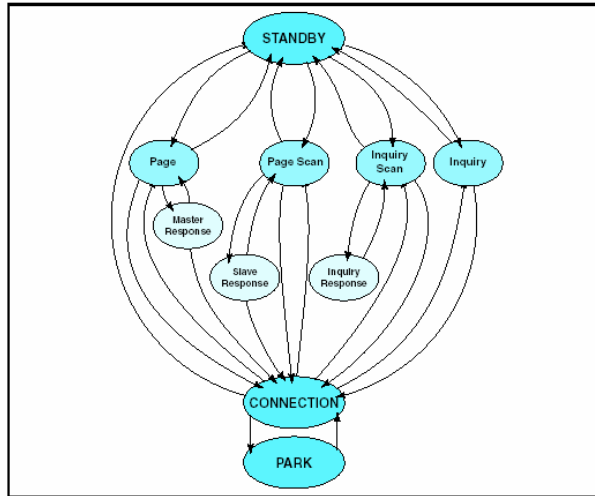 STANDBY
Page
Page Scan
Inquiry
Scan
Inquiry
Master
Response
Slave
Response
Inquiry
Response
CONNECTION
PARK